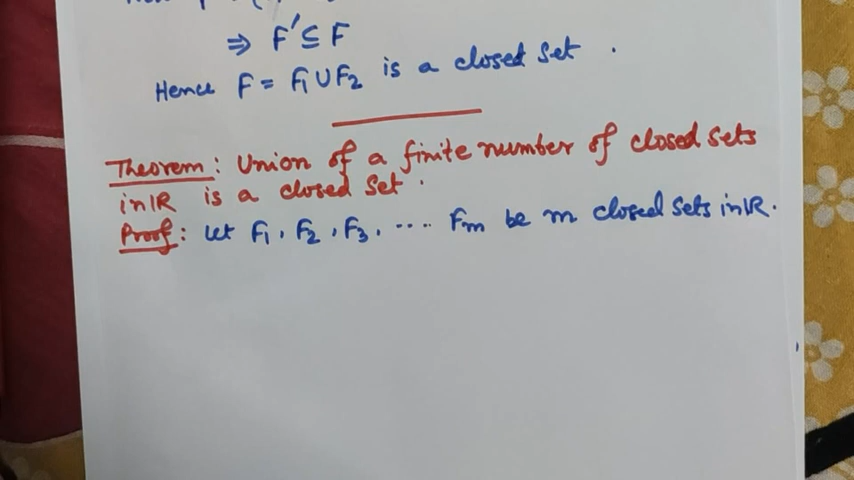 ⇒ F'⊆F
Hence F = F₁∪F₂ is a closed set .
Theorem: Union of a finite number of closed sets
in ℝ is a closed set.
Proof: Let F₁, F₂, F₃, ..... Fm be m closed sets in ℝ.